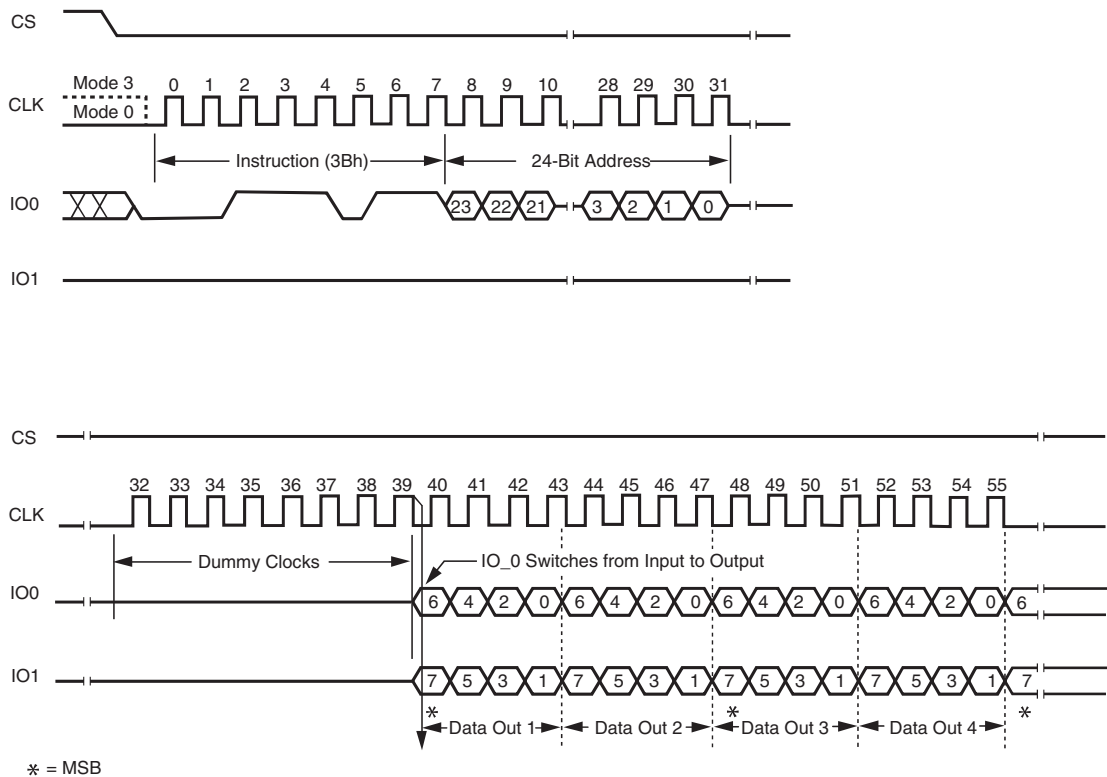 CS
Mode 3 0 1 2 3 4 5 6 7 8 9 10 28 29 30 31
CLK
Mode 0
Instruction (3Bh) 24-Bit Address
IO0 23 22 21 3 2 1 0
IO1
CS
32 33 34 35 36 37 38 39 40 41 42 43 44 45 46 47 48 49 50 51 52 53 54 55
CLK
Dummy Clocks IO_0 Switches from Input to Output
IO0 6 4 2 0 6 4 2 0 6 4 2 0 6 4 2 0 6
IO1 7 5 3 1 7 5 3 1 7 5 3 1 7 5 3 1 7
* * *
Data Out 1 Data Out 2 Data Out 3 Data Out 4
* = MSB